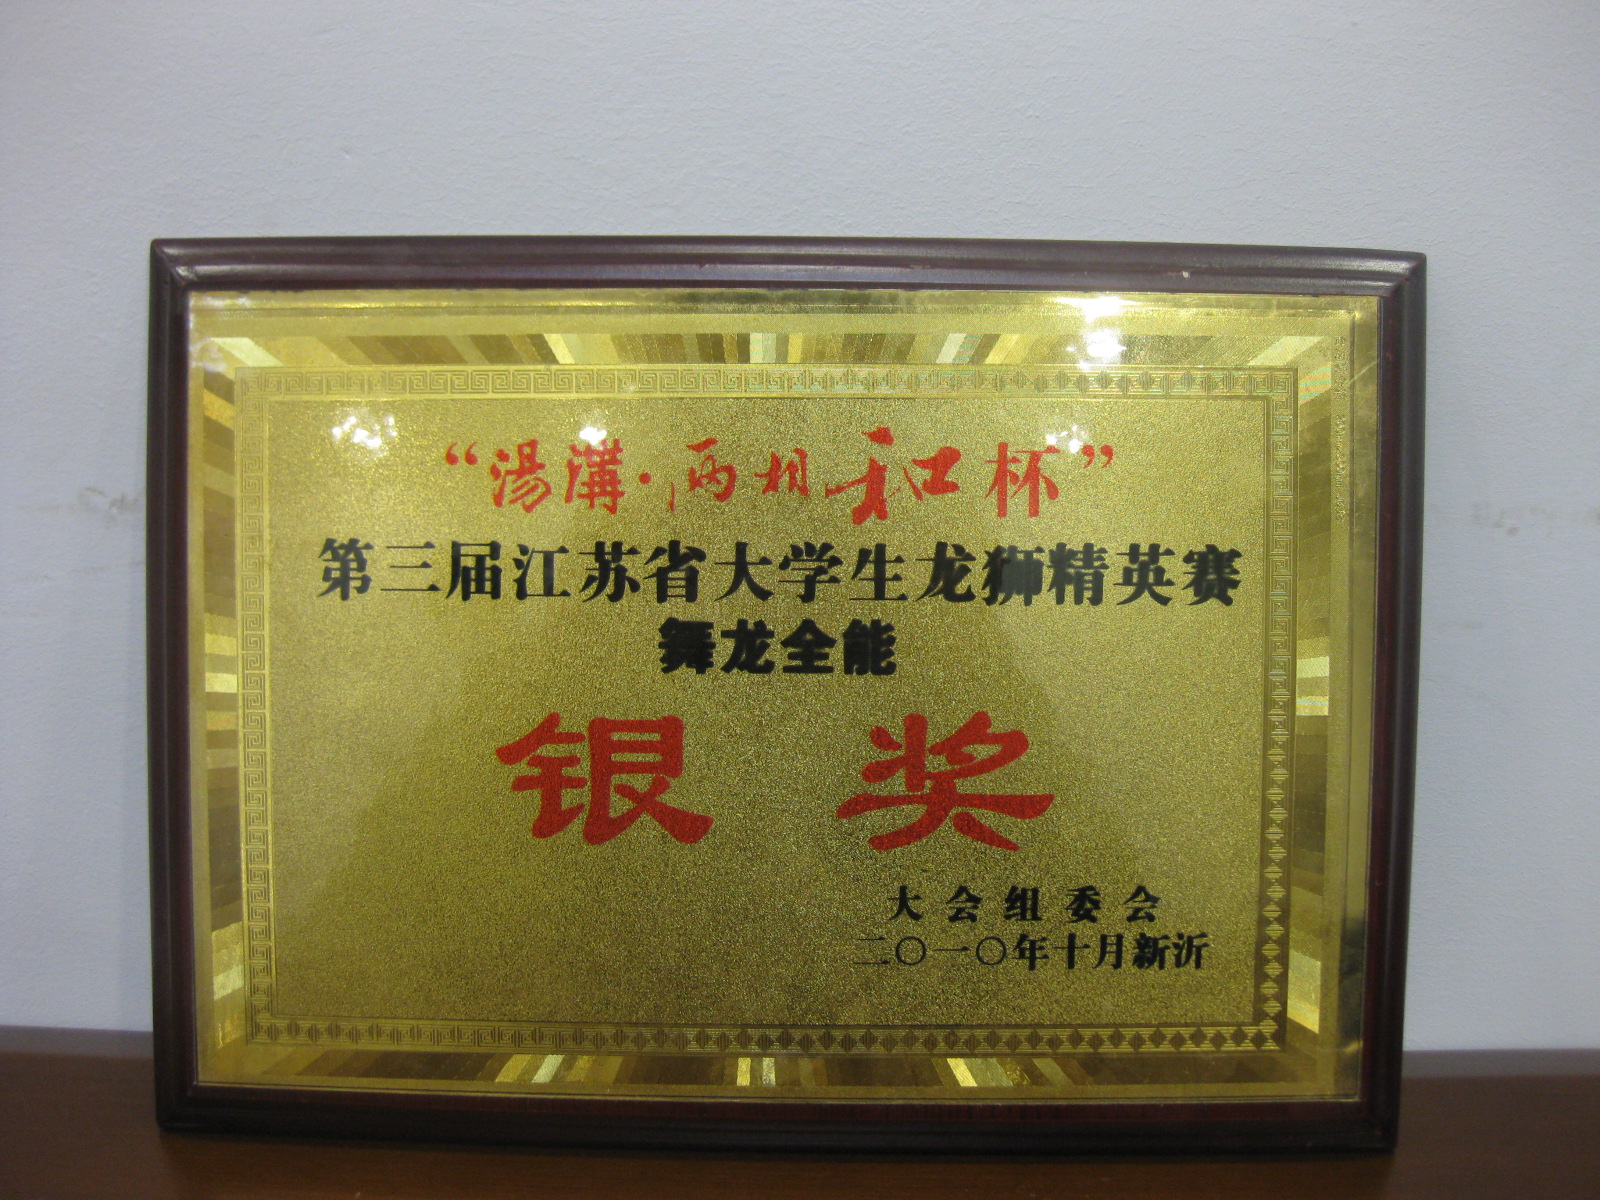 “湯溝·两相和杯”
第三届江苏省大学生龙狮精英赛
舞龙全能
银奖
大会组委会
二〇一〇年十月新沂